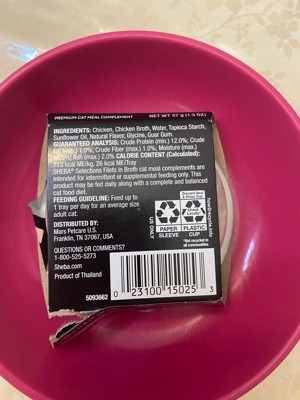 PREMIUM CAT MEAL COMPLEMENT NET WT 37 g (1.3 OZ)
INGREDIENTS: Chicken, Chicken Broth, Water, Tapioca Starch,
Sunflower Oil, Natural Flavor, Glycine, Guar Gum.
GUARANTEED ANALYSIS: Crude Protein (min.) 12.0%; Crude
Fat (min.) 1.0%; Crude Fiber (max.) 1.0%; Moisture (max.)
Ash (max.) 2.0%. CALORIE CONTENT (Calculated):
kcal ME/kg, 26 kcal ME/TRAY.
SHEBA® Selections Filets in Broth cat meal complements are
intended for intermittent or supplemental feeding only. This
product may be fed daily along with a complete and balanced
cat food diet.
FEEDING GUIDELINE: Feed up to
1 tray per day for an average size
adult cat.
DISTRIBUTED BY:
Mars Petcare U.S.
Franklin, TN 37067, USA
QUESTIONS OR COMMENTS?
1-800-525-5273
Sheba.com
Product of Thailand
5093662
US ONLY
PAPER
SLEEVE
PLASTIC
CUP
*Not recycled in
all communities
how2recycle.info
0 23100 15025 3